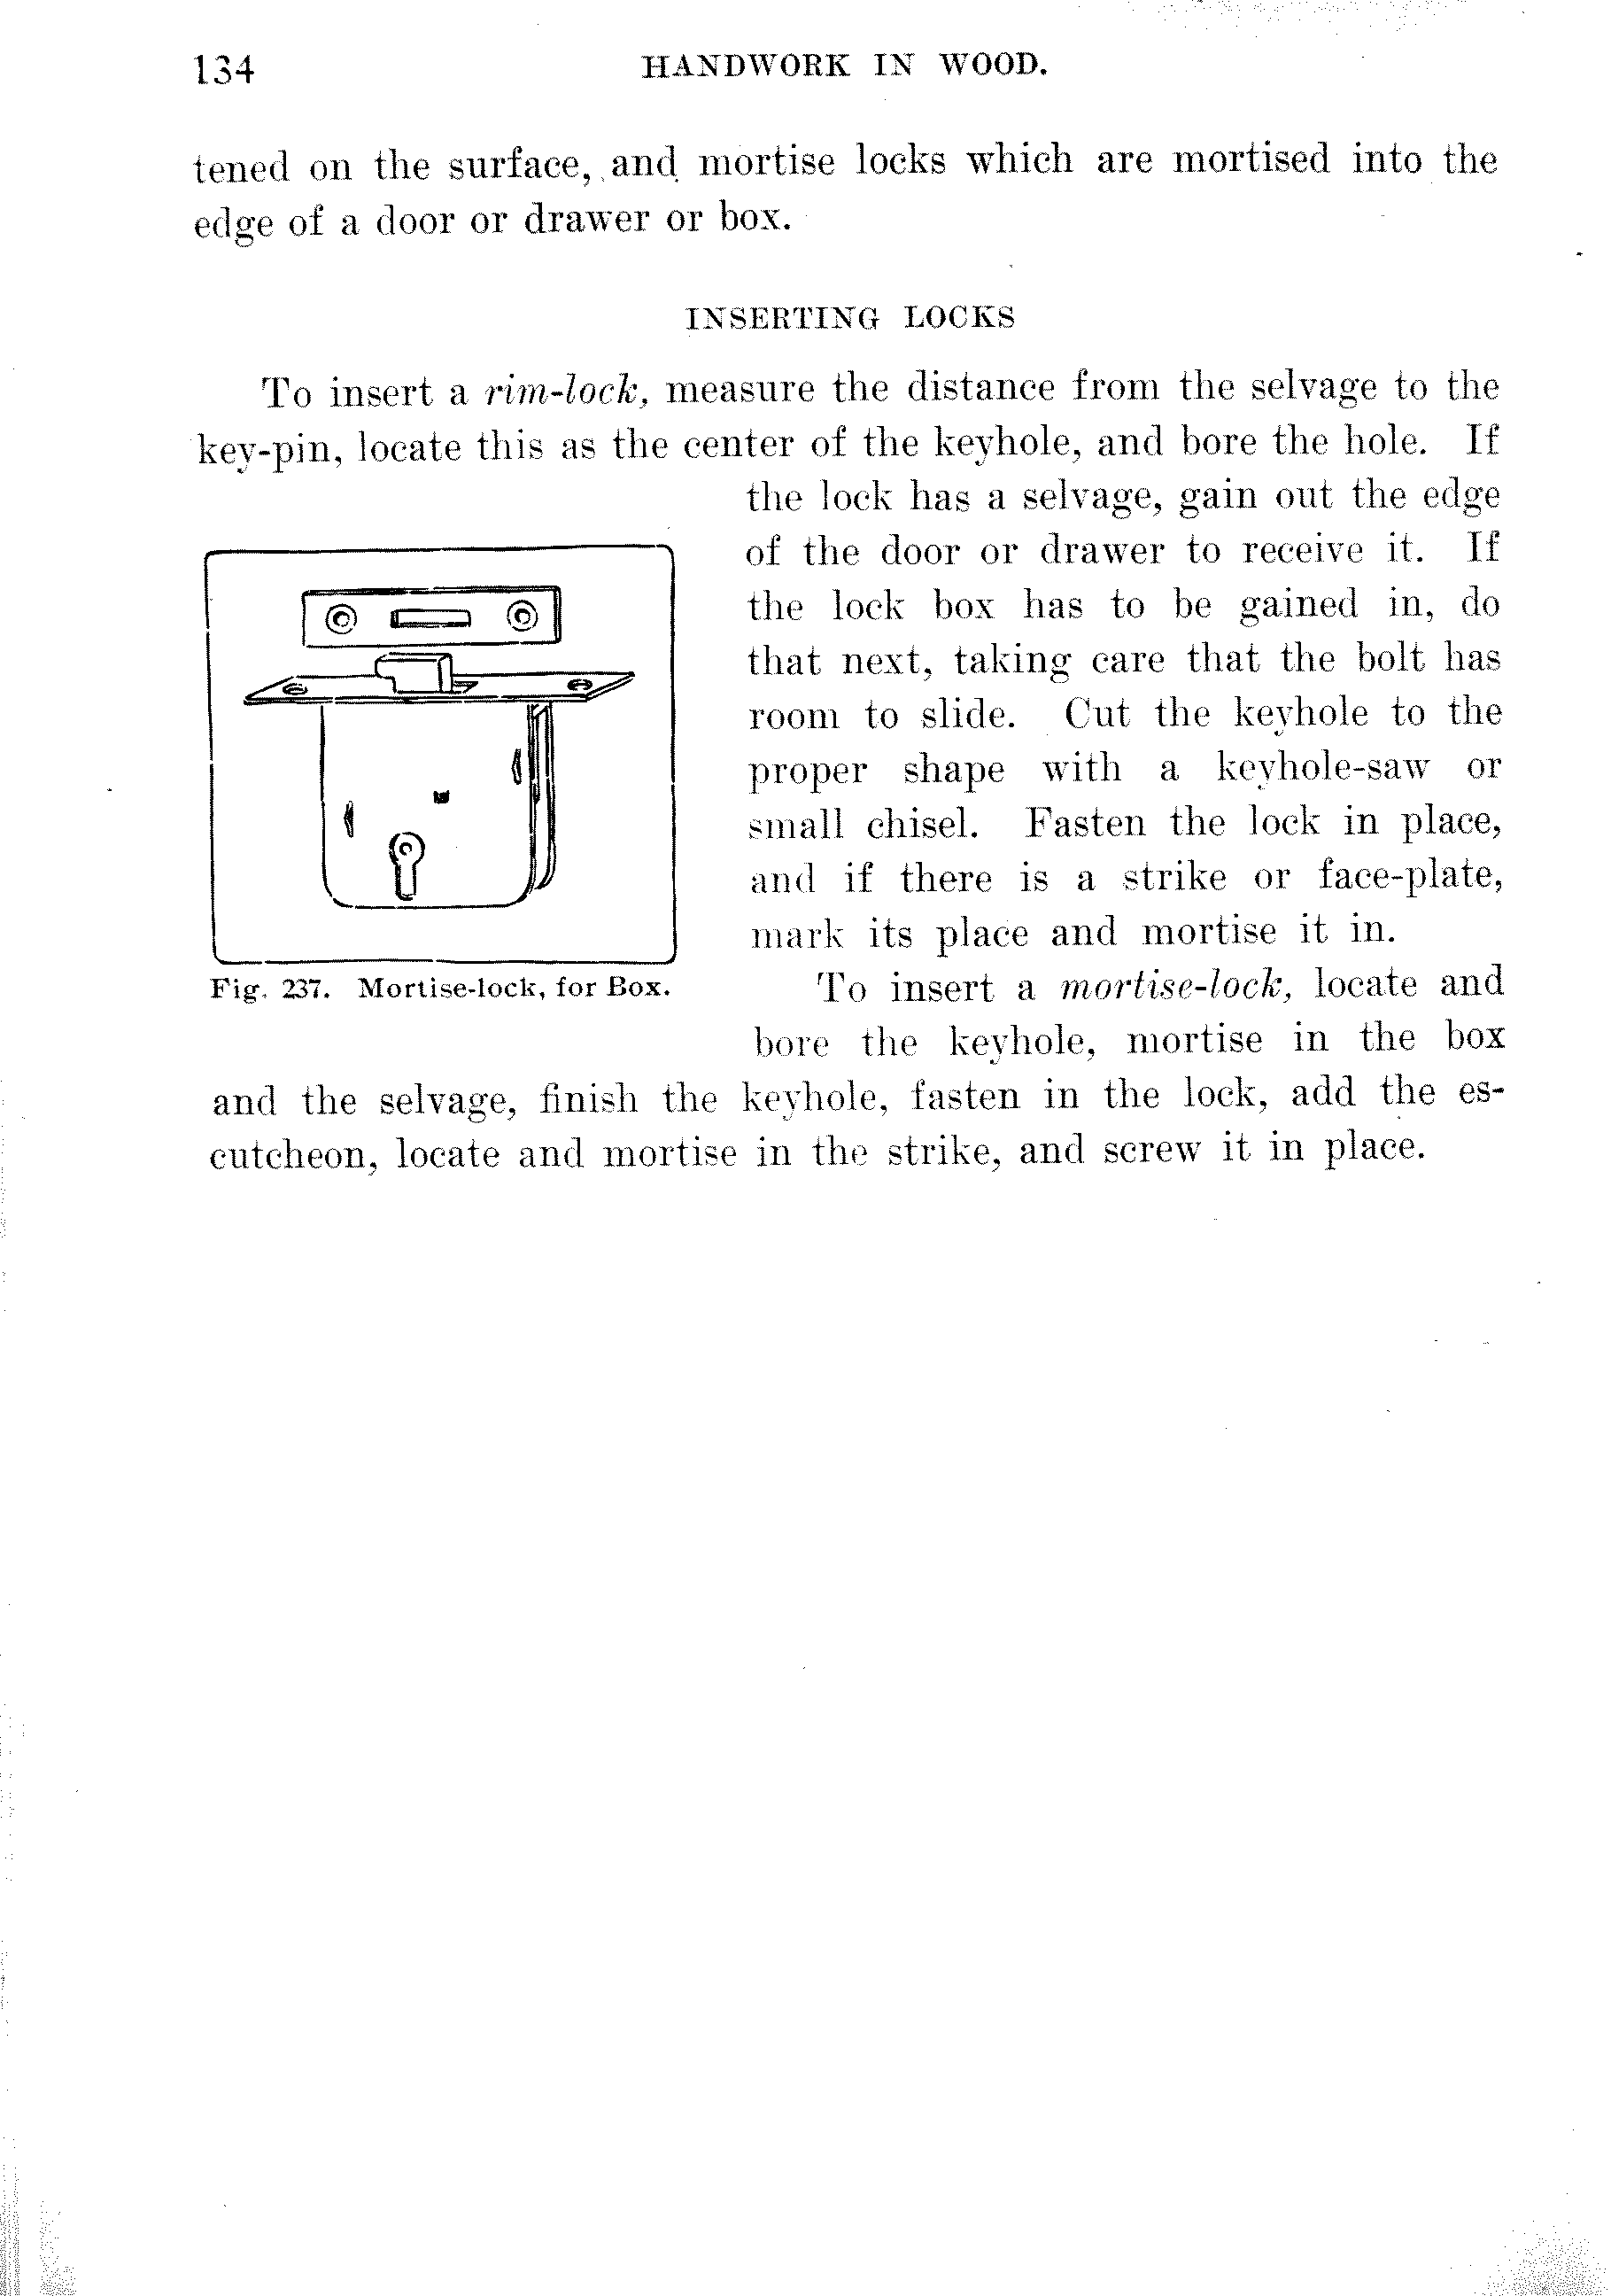 134 HANDWORK IN WOOD.
tened on the surface, and mortise locks which are mortised into the
edge of a door or drawer or box.
INSERTING LOCKS
To insert a rim-lock, measure the distance from the selvage to the
key-pin, locate this as the center of the keyhole, and bore the hole. If
the lock has a selvage, gain out the edge
of the door or drawer to receive it. If
the lock box has to be gained in, do
that next, taking care that the bolt has
room to slide. Cut the keyhole to the
proper shape with a keyhole-saw or
small chisel. Fasten the lock in place,
and if there is a strike or face-plate,
mark its place and mortise it in.
Fig. 237. Mortise-lock, for Box.
To insert a mortise-lock, locate and
bore the keyhole, mortise in the box
and the selvage, finish the keyhole, fasten in the lock, add the es-
cutcheon, locate and mortise in the strike, and screw it in place.